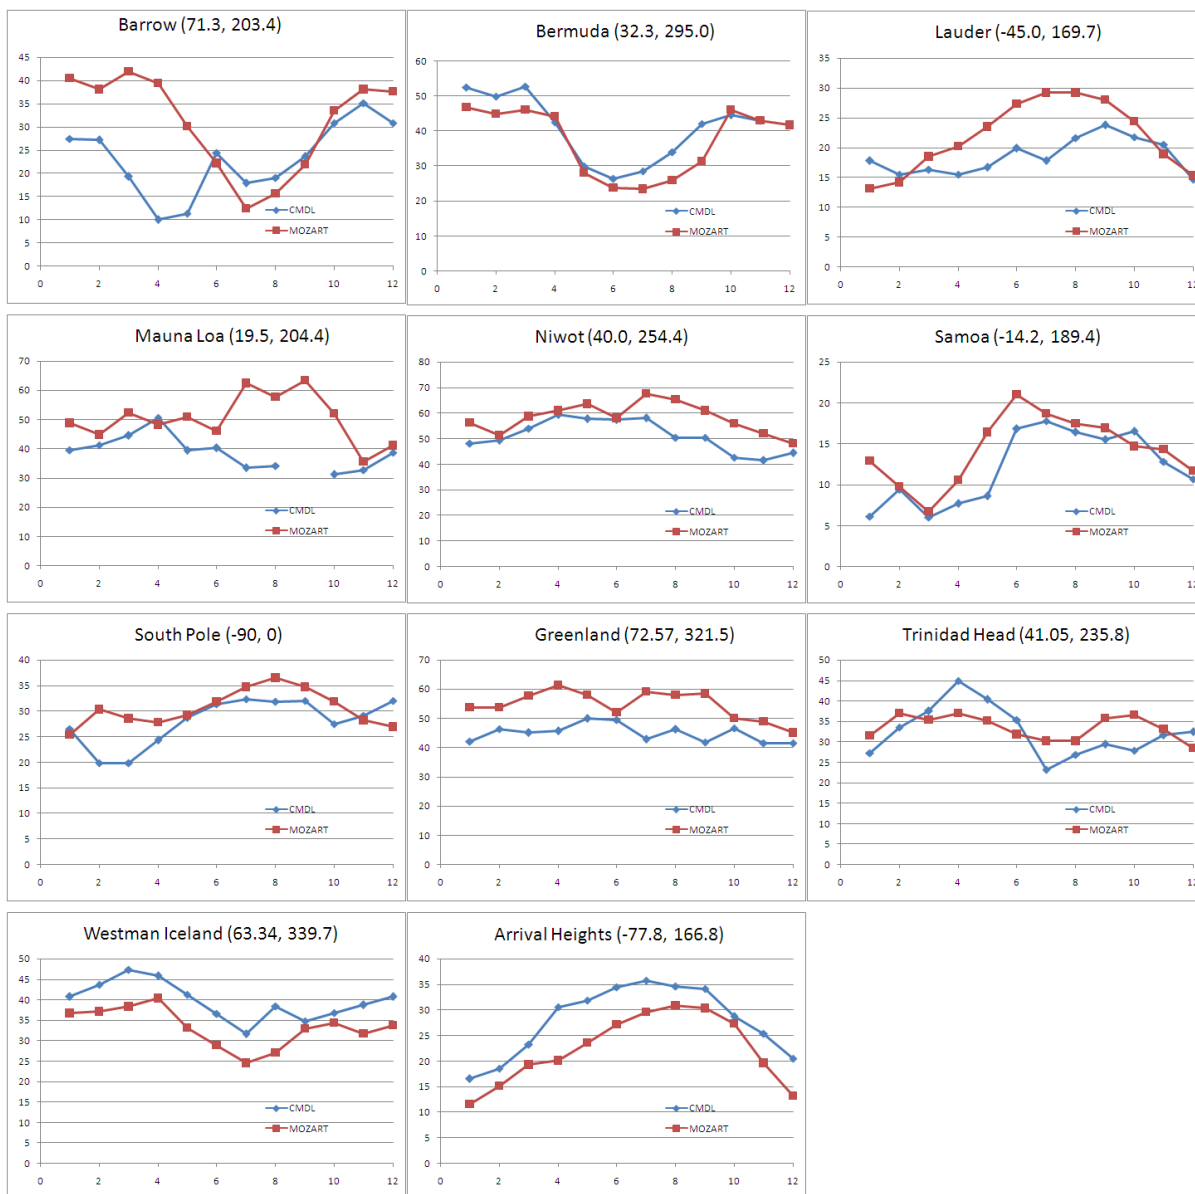 Barrow (71.3, 203.4)
45
40
35
30
25
20
15
10
5
0
0 2 4 6 8 10 12
CMDL
MOZART
Bermuda (32.3, 295.0)
60
50
40
30
20
10
0
0 2 4 6 8 10 12
CMDL
MOZART
Lauder (-45.0, 169.7)
35
30
25
20
15
10
5
0
0 2 4 6 8 10 12
CMDL
MOZART
Mauna Loa (19.5, 204.4)
70
60
50
40
30
20
10
0
0 2 4 6 8 10 12
CMDL
MOZART
Niwot (40.0, 254.4)
80
70
60
50
40
30
20
10
0
0 2 4 6 8 10 12
CMDL
MOZART
Samoa (-14.2, 189.4)
25
20
15
10
5
0
0 2 4 6 8 10 12
CMDL
MOZART
South Pole (-90, 0)
40
35
30
25
20
15
10
5
0
0 2 4 6 8 10 12
CMDL
MOZART
Greenland (72.57, 321.5)
70
60
50
40
30
20
10
0
0 2 4 6 8 10 12
CMDL
MOZART
Trinidad Head (41.05, 235.8)
50
45
40
35
30
25
20
15
10
5
0
0 2 4 6 8 10 12
CMDL
MOZART
Westman Iceland (63.34, 339.7)
50
45
40
35
30
25
20
15
10
5
0
0 2 4 6 8 10 12
CMDL
MOZART
Arrival Heights (-77.8, 166.8)
40
35
30
25
20
15
10
5
0
0 2 4 6 8 10 12
CMDL
MOZART